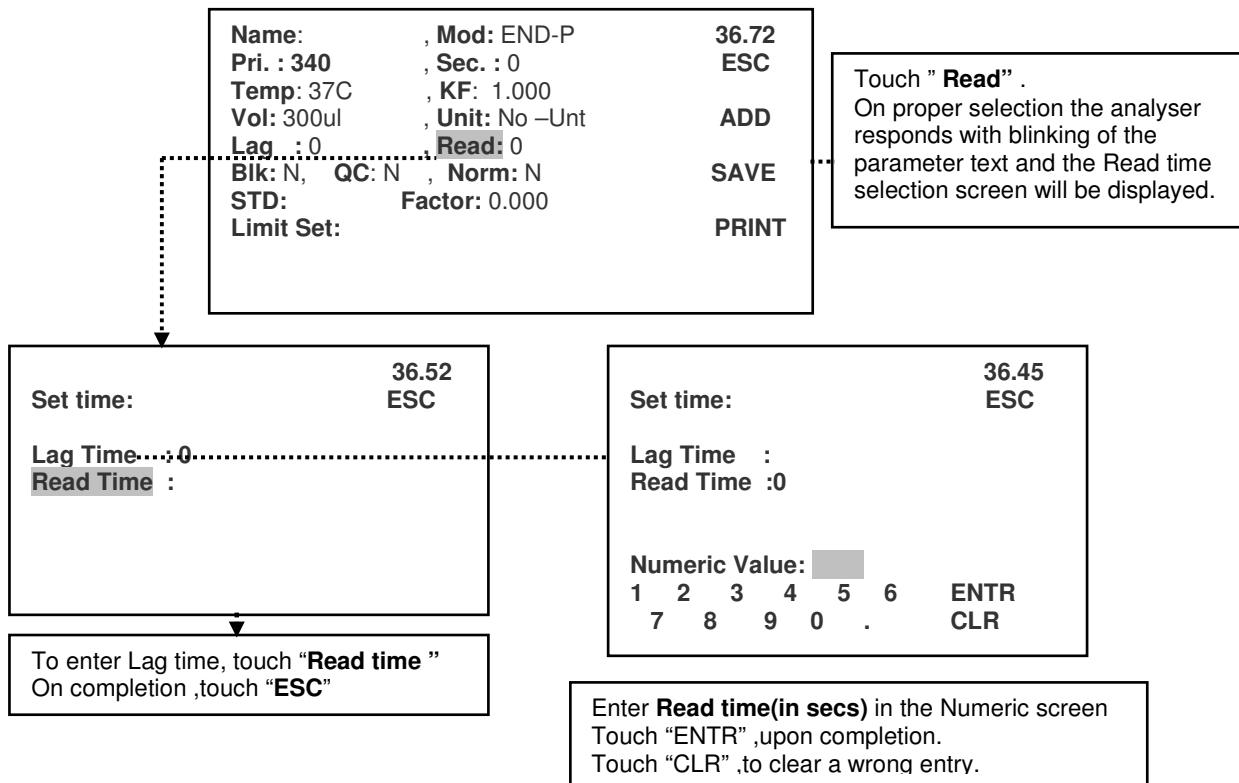 Name: , Mod: END-P 36.72
Pri. : 340 , Sec. : 0 ESC
Temp: 37C , KF: 1.000
Vol: 300ul , Unit: No –Unt ADD
Lag : 0 , Read: 0
Blk: N, QC: N , Norm: N SAVE
STD: Factor: 0.000
Limit Set: PRINT
Touch ” Read” .
On proper selection the analyser
responds with blinking of the
parameter text and the Read time
selection screen will be displayed.
36.52
Set time: ESC
Lag Time : 0
Read Time :
To enter Lag time, touch “Read time ”
On completion ,touch “ESC”
36.45
Set time: ESC
Lag Time :
Read Time :0
Numeric Value:
1 2 3 4 5 6 ENTR
7 8 9 0 . CLR
Enter Read time(in secs) in the Numeric screen
Touch “ENTR” ,upon completion.
Touch “CLR” ,to clear a wrong entry.